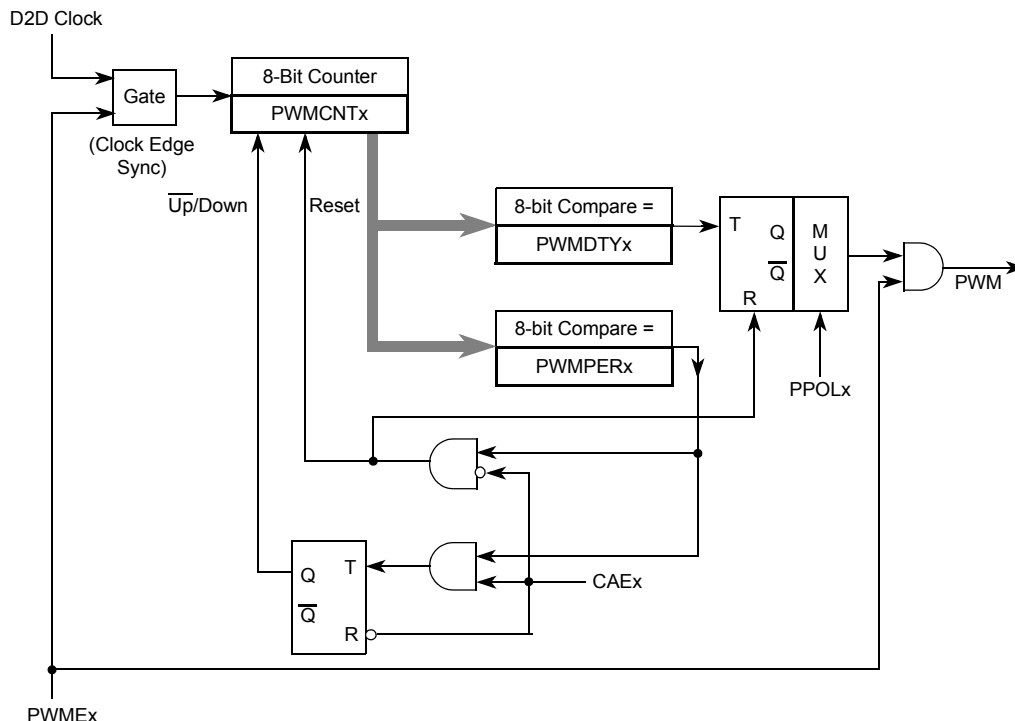 D2D Clock
8-Bit Counter
Gate
PWMCNTx
(Clock Edge
Sync)
Up/Down
Reset
8-bit Compare =
PWMDTYx
T
Q
Q
R
M
U
X
PWM
8-bit Compare =
PWMPERx
PPOLx
Q
T
Q
R
CAEx
PWMEx